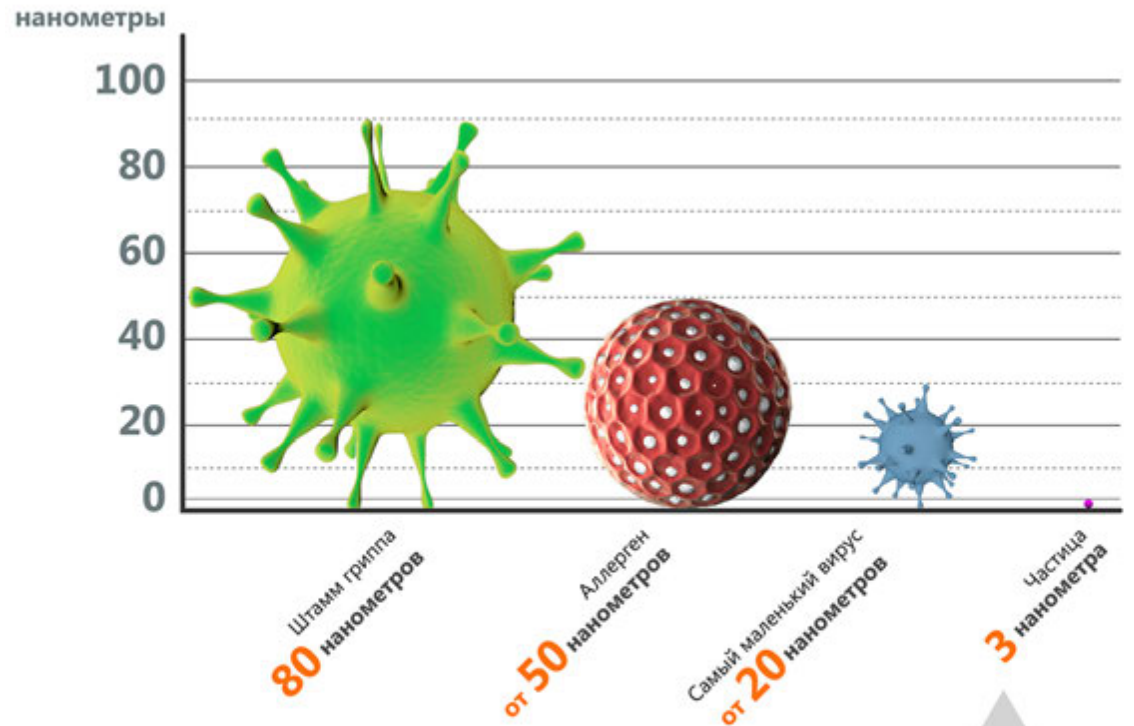 нанометры
100
80
60
40
20
0
Штамм гриппа
80 нанометров
Аллерген
от 50 нанометров
Самый маленький вирус
от 20 нанометров
Частица
3 нанометра